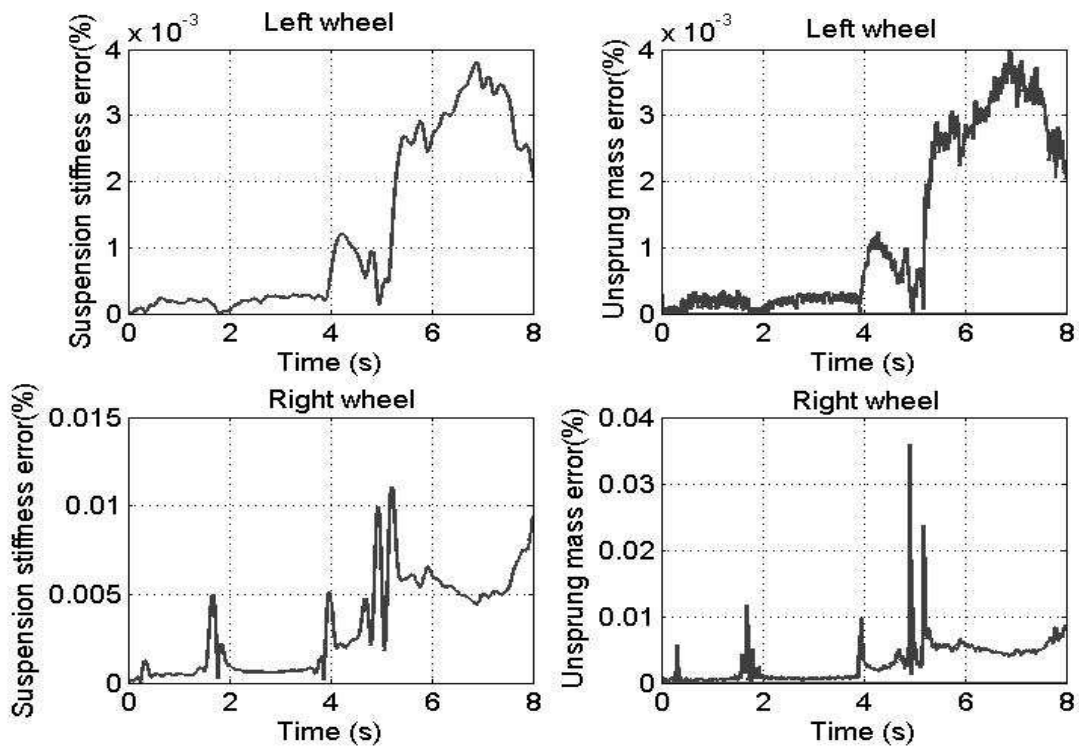 × 10⁻³
Left wheel
Suspension stiffness error(%)
4
3
2
1
0
0 2 4 6 8
Time (s)
× 10⁻³
Left wheel
Unsprung mass error(%)
4
3
2
1
0
0 2 4 6 8
Time (s)
Right wheel
Suspension stiffness error(%)
0.015
0.01
0.005
0
0 2 4 6 8
Time (s)
Right wheel
Unsprung mass error(%)
0.04
0.03
0.02
0.01
0
0 2 4 6 8
Time (s)